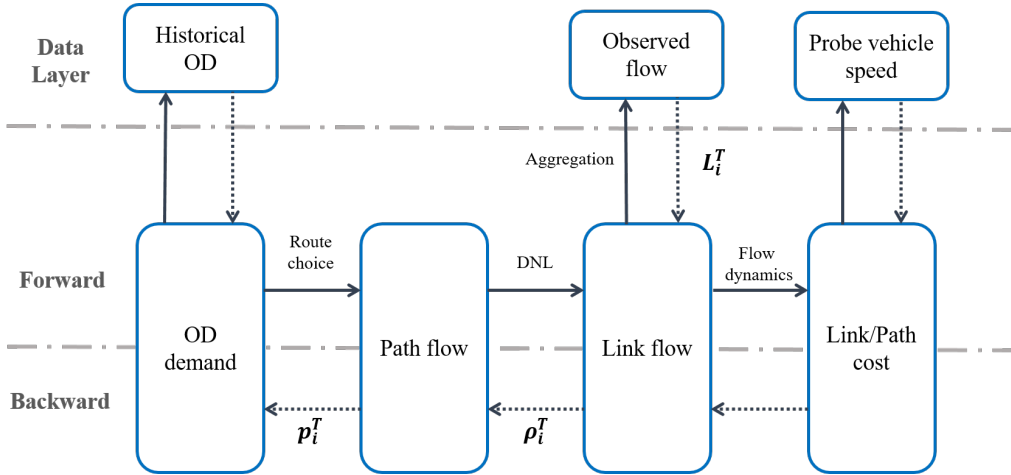 Data
Layer
Historical
OD
Observed
flow
Probe vehicle
speed
Aggregation
L_i^T
Forward
Route
choice
DNL
Flow
dynamics
OD
demand
Path flow
Link flow
Link/Path
cost
Backward
p_i^T
ρ_i^T